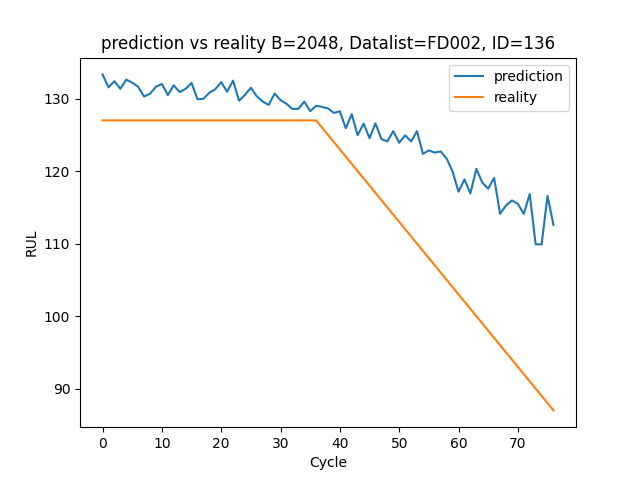 prediction vs reality B=2048, Datalist=FD002, ID=136
prediction
reality
RUL
130
120
110
100
90
0 10 20 30 40 50 60 70
Cycle